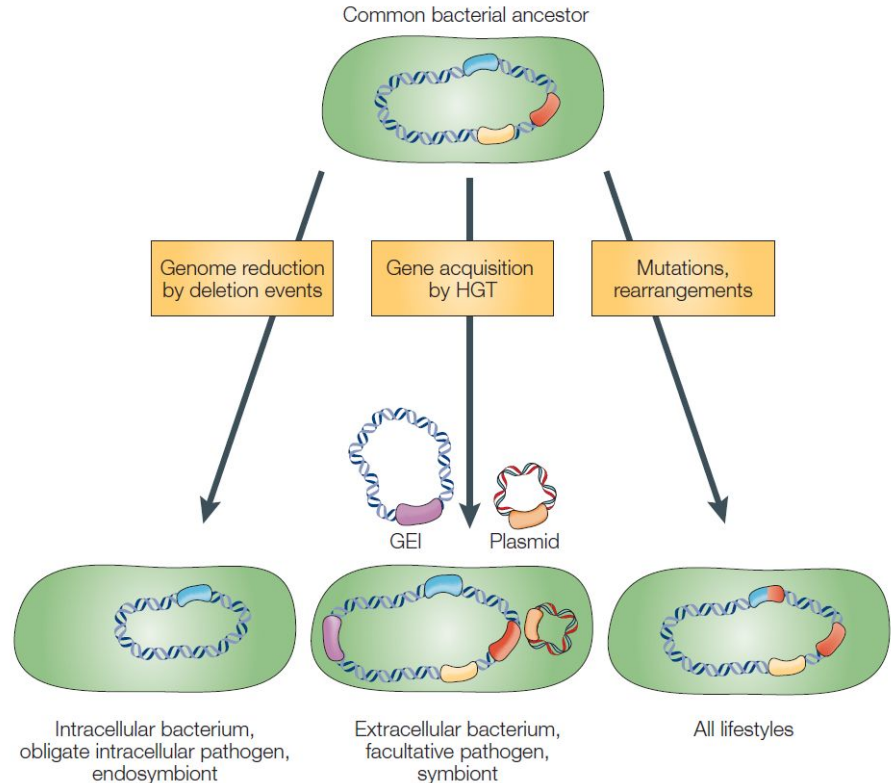 Common bacterial ancestor
Genome reduction
by deletion events
Gene acquisition
by HGT
Mutations,
rearrangements
GEI
Plasmid
Intracellular bacterium,
obligate intracellular pathogen,
endosymbiont
Extracellular bacterium,
facultative pathogen,
symbiont
All lifestyles